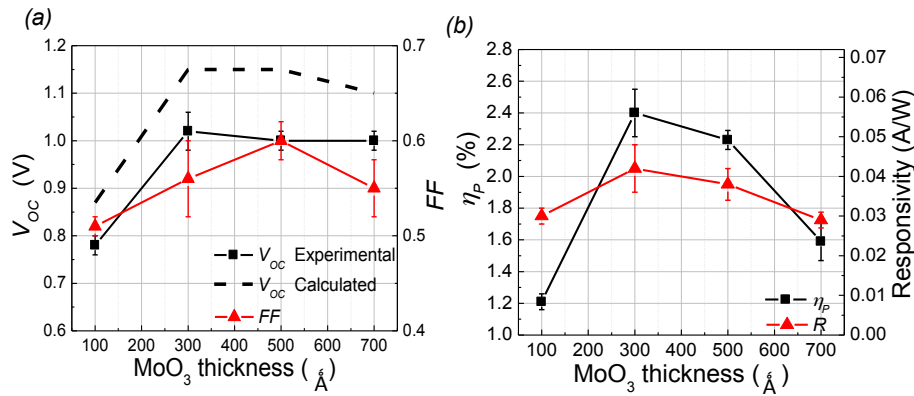 (a)
1.2
1.1
1.0
0.9
0.8
0.7
0.6
V_OC (V)
0.7
0.6
0.5
0.4
FF
V_OC Experimental
V_OC Calculated
FF
100 200 300 400 500 600 700
MoO₃ thickness (Å)
(b)
2.8
2.6
2.4
2.2
2.0
1.8
1.6
1.4
1.2
1.0
η_P (%)
0.07
0.06
0.05
0.04
0.03
0.02
0.01
0.00
Responsivity (A/W)
η_P
R
100 200 300 400 500 600 700
MoO₃ thickness (Å)